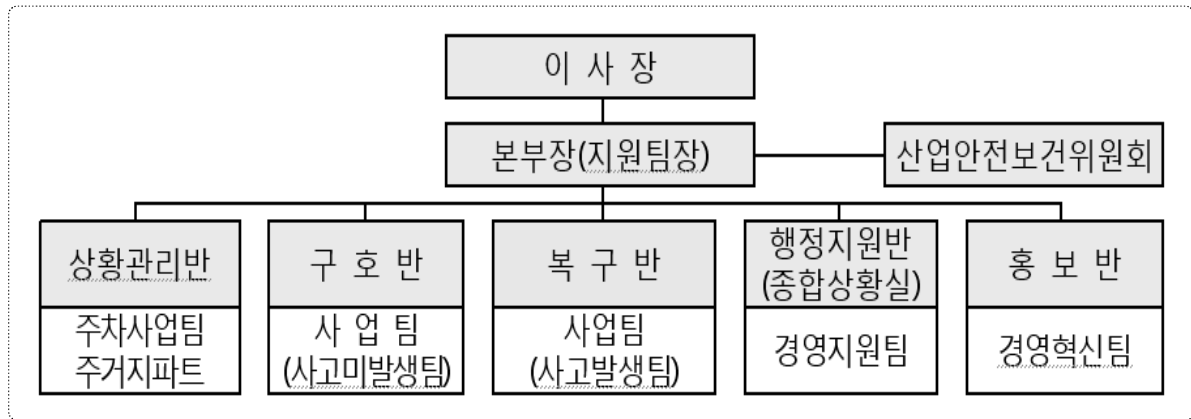 이 사 장
본부장(지원팀장)
산업안전보건위원회
상황관리반
구 호 반
복 구 반
행정지원반
(종합상황실)
홍 보 반
주차사업팀
주거지파트
사 업 팀
(사고미발생팀)
사업팀
(사고발생팀)
경영지원팀
경영혁신팀